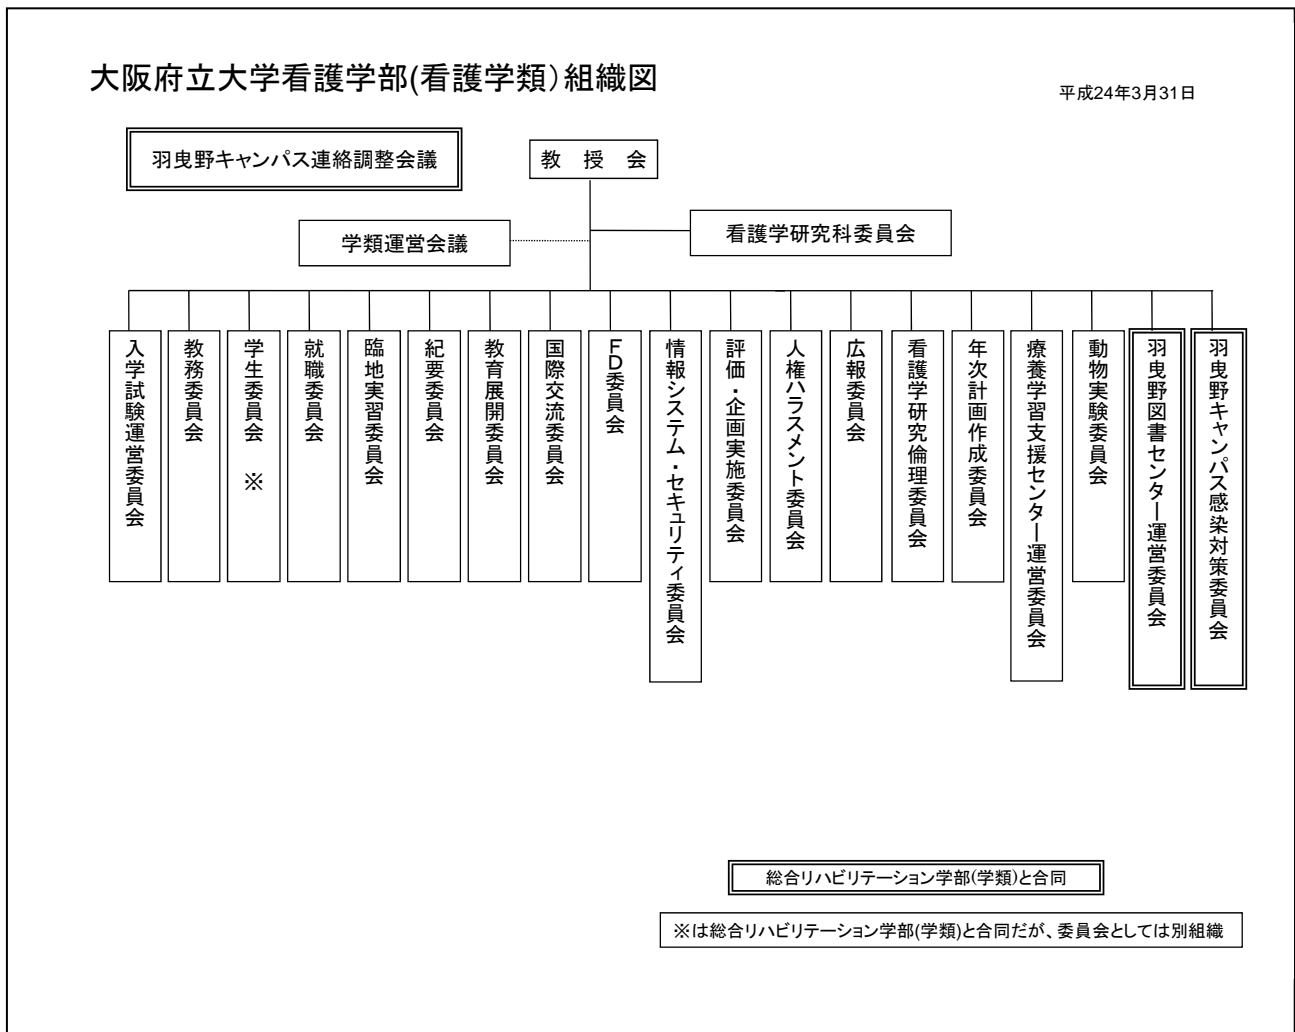 大阪府立大学看護学部(看護学類)組織図
平成24年3月31日
羽曳野キャンパス連絡調整会議
教 授 会
学類運営会議
看護学研究科委員会
入学試験運営委員会
教務委員会
学生委員会 ※
就職委員会
臨地実習委員会
紀要委員会
教育展開委員会
国際交流委員会
FD委員会
情報システム・セキュリティ委員会
評価・企画実施委員会
人権ハラスメント委員会
広報委員会
看護学研究倫理委員会
年次計画作成委員会
療養学習支援センター運営委員会
動物実験委員会
羽曳野図書センター運営委員会
羽曳野キャンパス感染対策委員会
総合リハビリテーション学部(学類)と合同
※は総合リハビリテーション学部(学類)と合同だが、委員会としては別組織